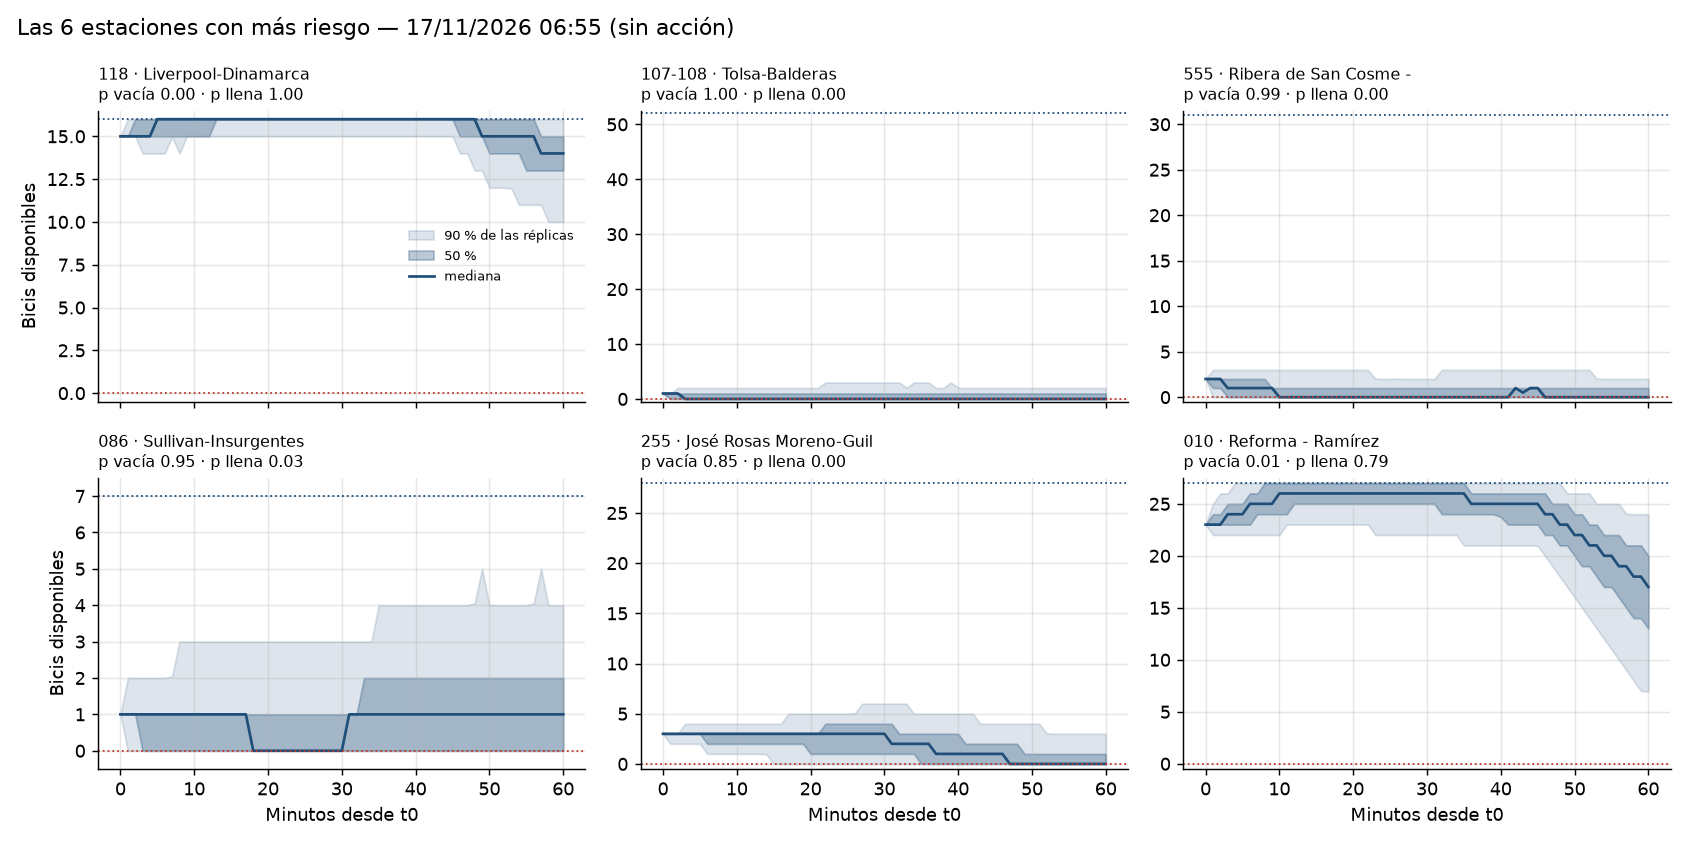 Las 6 estaciones con más riesgo — 17/11/2026 06:55 (sin acción)
118 · Liverpool-Dinamarca
p vacía 0.00 · p llena 1.00
15.0
12.5
10.0
7.5
5.0
2.5
0.0
Bicis disponibles
90 % de las réplicas
50 %
mediana
107-108 · Tolsa-Balderas
p vacía 1.00 · p llena 0.00
50
40
30
20
10
0
555 · Ribera de San Cosme -
p vacía 0.99 · p llena 0.00
30
25
20
15
10
5
0
086 · Sullivan-Insurgentes
p vacía 0.95 · p llena 0.03
7
6
5
4
3
2
1
0
Bicis disponibles
0 10 20 30 40 50 60
Minutos desde t0
255 · José Rosas Moreno-Guil
p vacía 0.85 · p llena 0.00
25
20
15
10
5
0
0 10 20 30 40 50 60
Minutos desde t0
010 · Reforma - Ramírez
p vacía 0.01 · p llena 0.79
25
20
15
10
5
0
0 10 20 30 40 50 60
Minutos desde t0